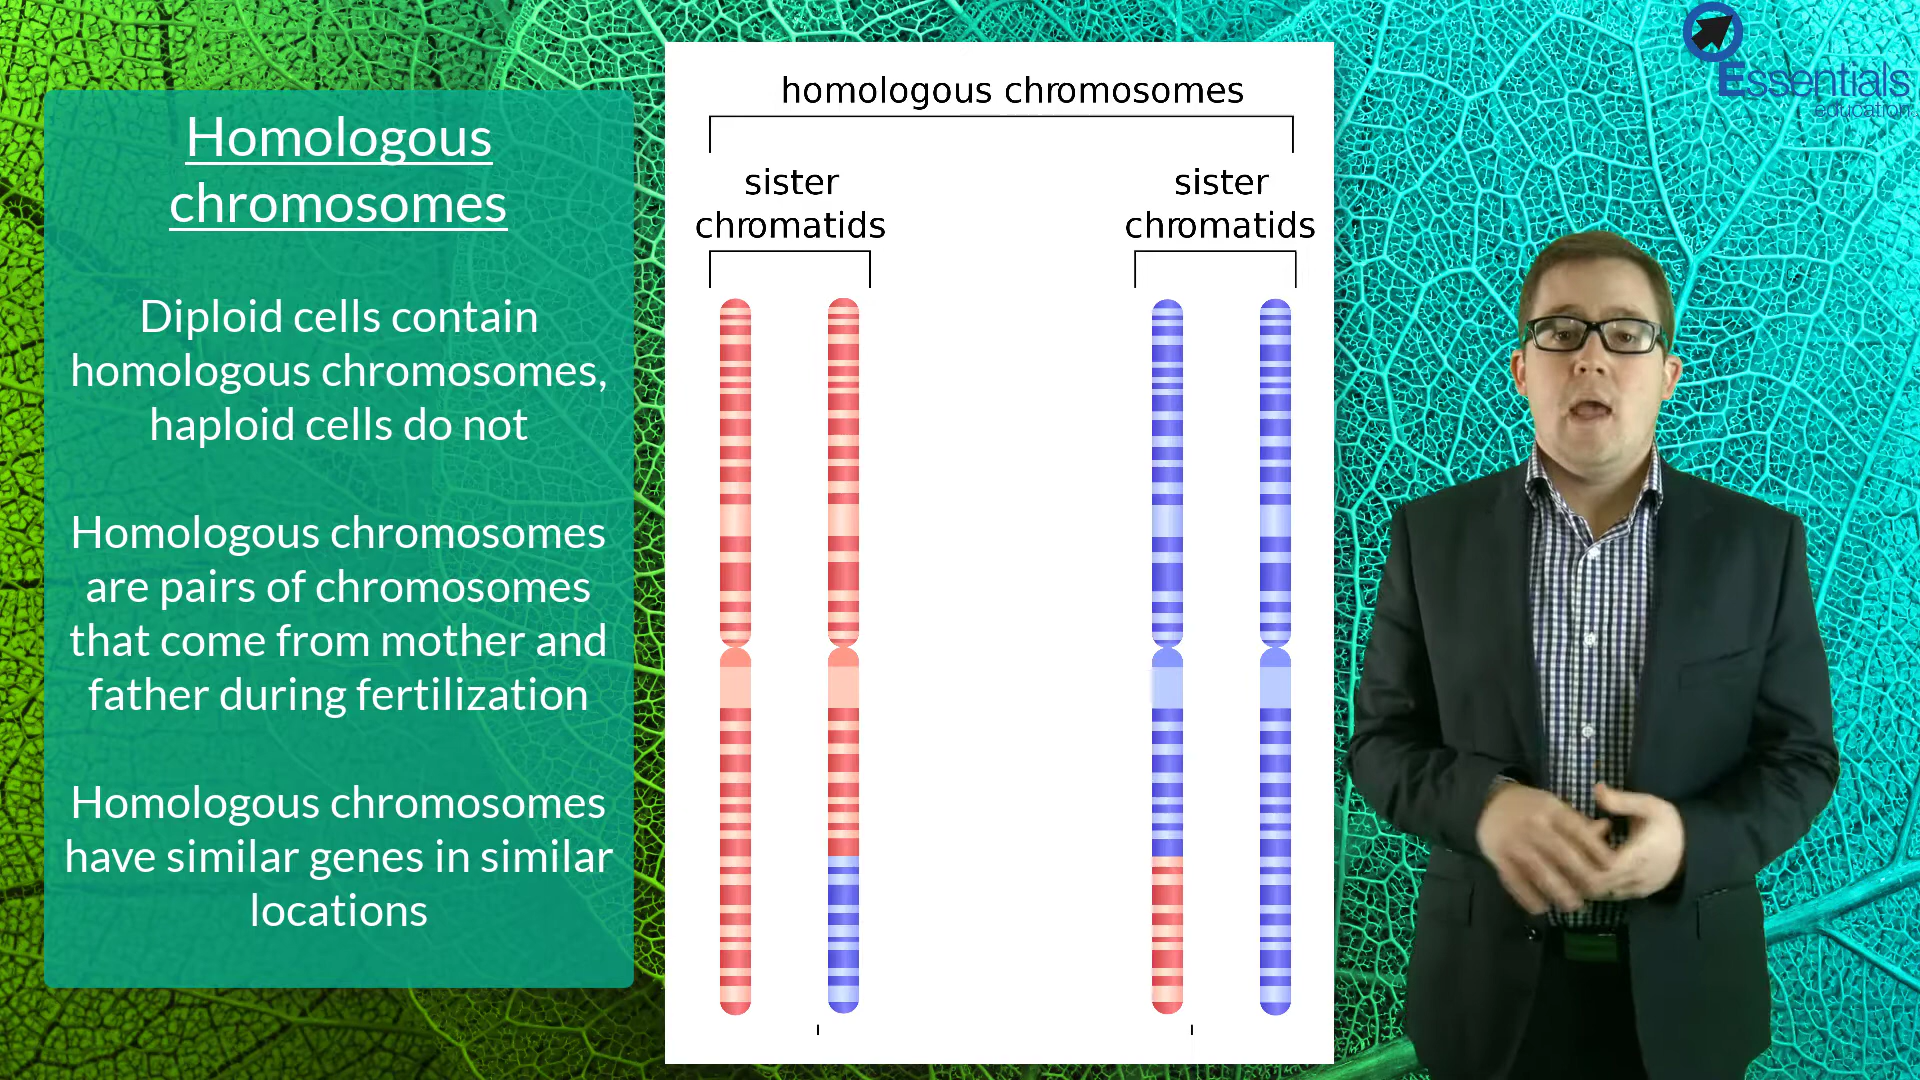 Homologous
chromosomes
Diploid cells contain
homologous chromosomes,
haploid cells do not
Homologous chromosomes
are pairs of chromosomes
that come from mother and
father during fertilization
Homologous chromosomes
have similar genes in similar
locations
homologous chromosomes
sister
chromatids
sister
chromatids
Essentials
education